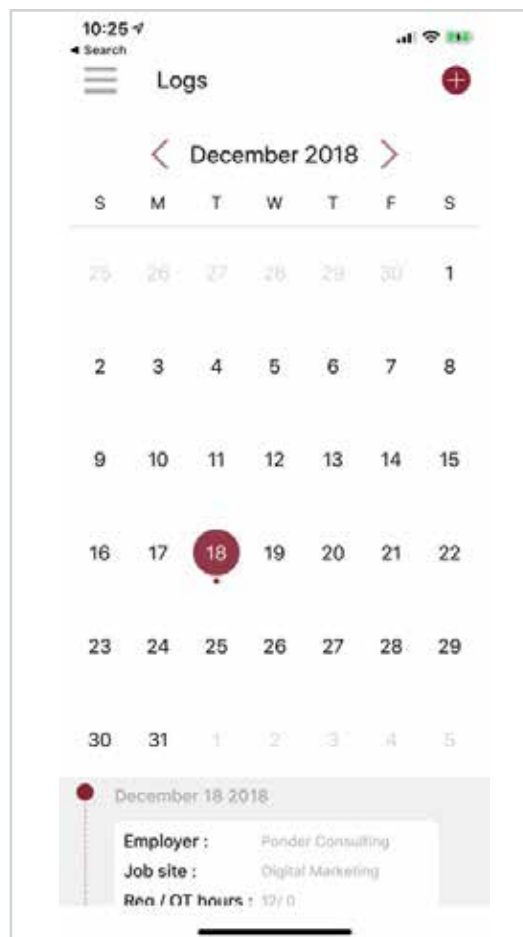 10:25
Search
Logs
December 2018
S M T W T F S
25 26 27 28 29 30 1
2 3 4 5 6 7 8
9 10 11 12 13 14 15
16 17 18 19 20 21 22
23 24 25 26 27 28 29
30 31 1 2 3 4 5
December 18 2018
Employer : Ponder Consulting
Job site : Digital Marketing
Reg / OT hours : 12/ 0